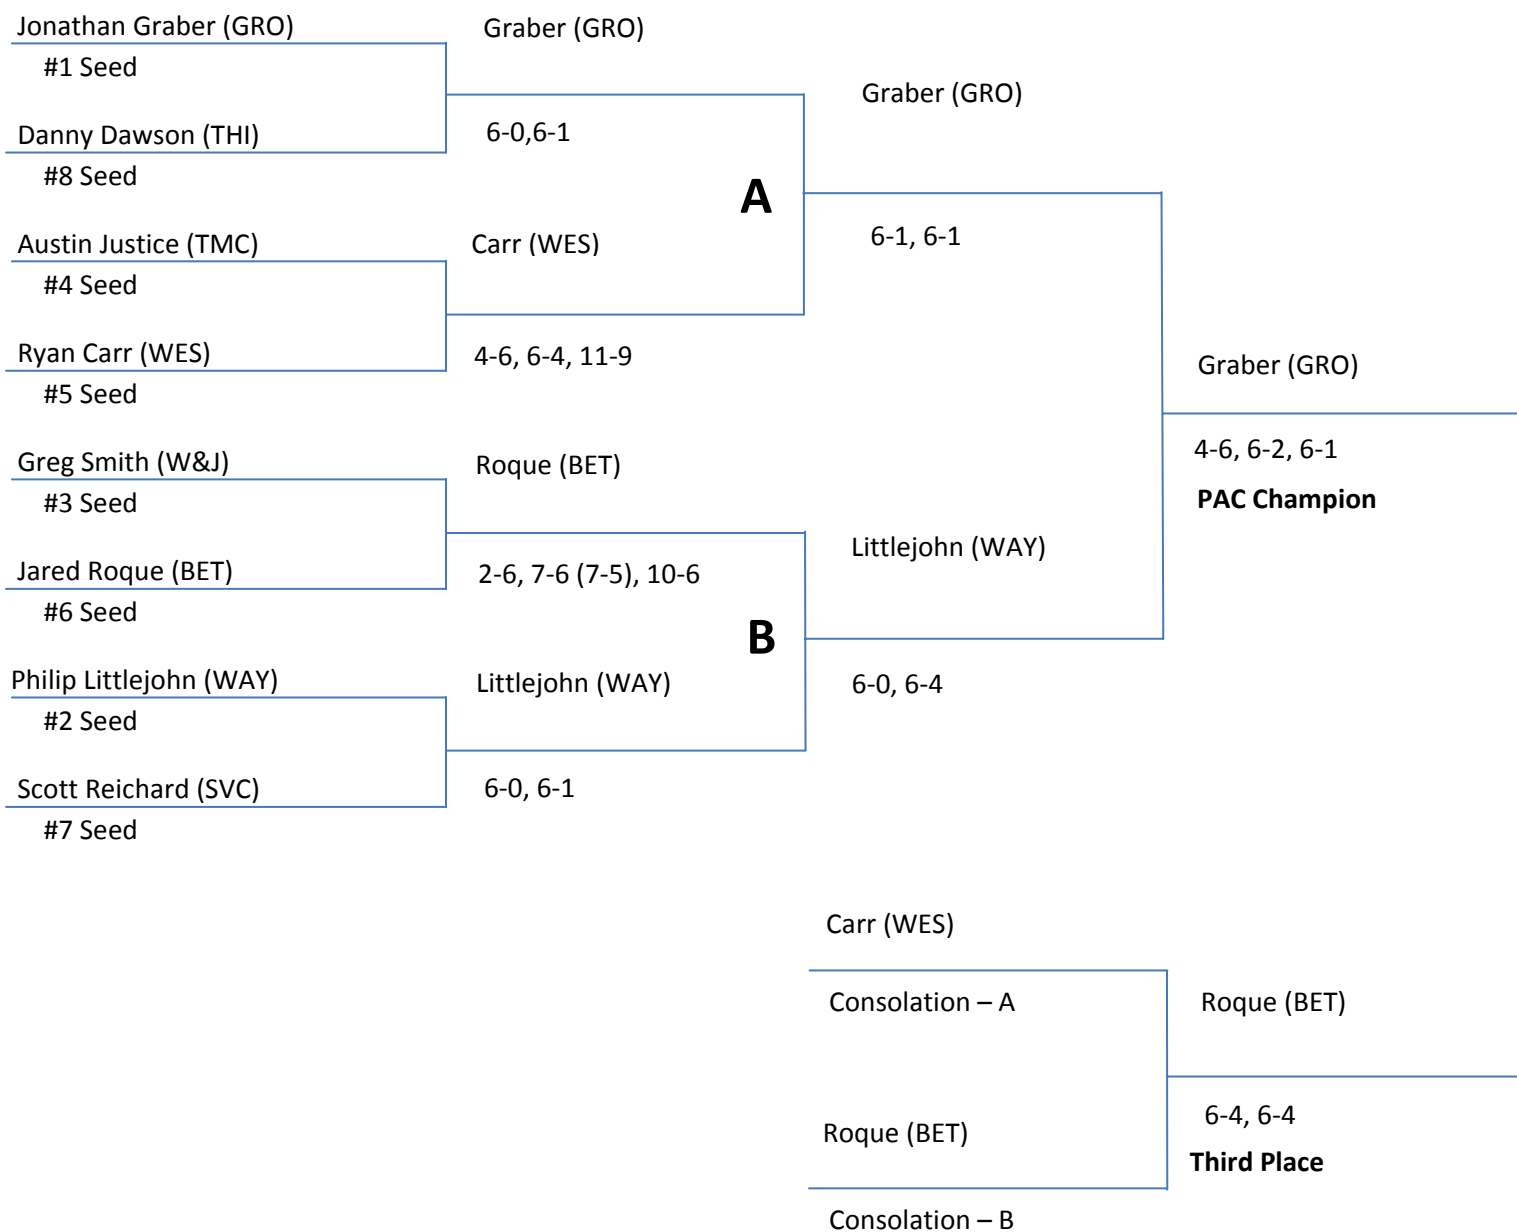 Jonathan Graber (GRO)
#1 Seed
Danny Dawson (THI)
#8 Seed
Austin Justice (TMC)
#4 Seed
Ryan Carr (WES)
#5 Seed
Greg Smith (W&J)
#3 Seed
Jared Roque (BET)
#6 Seed
Philip Littlejohn (WAY)
#2 Seed
Scott Reichard (SVC)
#7 Seed
Graber (GRO)
6-0,6-1
Carr (WES)
4-6, 6-4, 11-9
Roque (BET)
2-6, 7-6 (7-5), 10-6
Littlejohn (WAY)
6-0, 6-1
A
B
Graber (GRO)
6-1, 6-1
Littlejohn (WAY)
6-0, 6-4
Graber (GRO)
4-6, 6-2, 6-1
PAC Champion
Carr (WES)
Consolation – A
Roque (BET)
Consolation – B
Roque (BET)
6-4, 6-4
Third Place